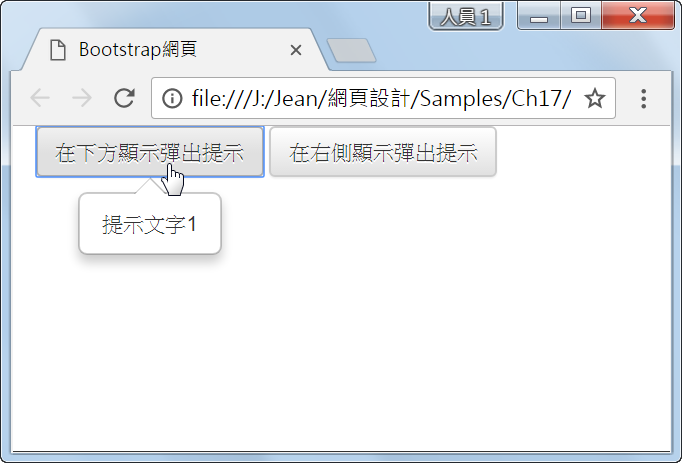 人員 1
Bootstrap網頁
file:///J:/Jean/網頁設計/Samples/Ch17/
在下方顯示彈出提示
在右側顯示彈出提示
提示文字1